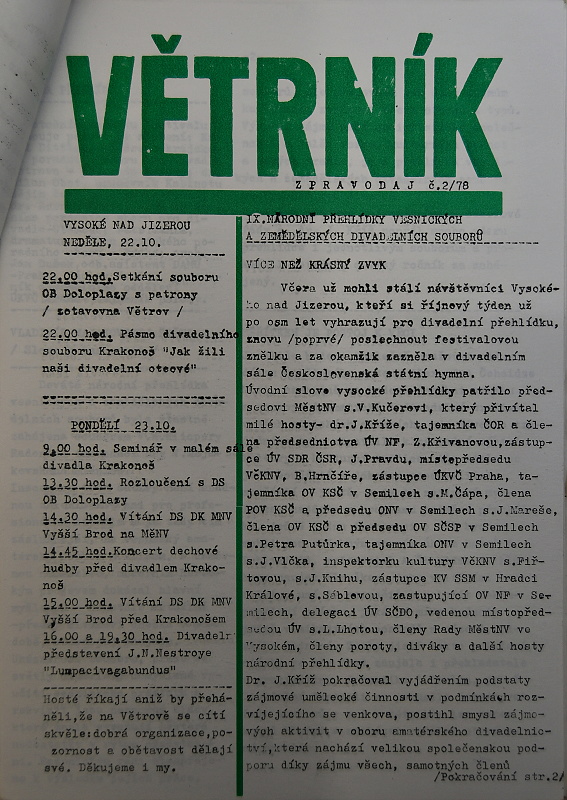 VĚTRNÍK
ZPRAVODAJ č.2/78
VYSOKÉ NAD JIZEROU
NEDĚLE, 22.10.
22.00 hod.Setkání souboru
OB Doloplazy s patrony
/ zotavovna Větrov /
22.00 hod. Pásmo divadelního
souboru Krakonoš "Jak žili
naši divadelní otcové"
PONDĚLÍ 23.10.
9.00 hod. Seminář v malém sále
divadla Krakonoš
13.30 hod. Rozloučení s DS
OB Doloplazy
14.30 hod. Vítání DS DK MNV
Vyšší Brod na MěNV
14.45 hod.Koncert dechové
hudby před divadlem Krako-
noš
15.00 hod. Vítání DS DK MNV
Vyšší Brod před Krakonošem
16.00 a 19.30 hod. Divadeln
představení J.N.Nestroye
"Lumpacivagabundus"
Hosté říkají aniž by přehá-
něli,že na Větrově se cítí
skvěle:dobrá organizace,po-
zornost a obětavost dělají
své. Děkujeme i my.
IX.NÁRODNÍ PŘEHLÍDKY VESNICKÝCH
A ZEMĚDĚLSKÝCH DIVADELNÍCH SOUBORŮ
VÍCE NEŽ KRÁSNÝ ZVYK
Včera už mohli stálí návštěvníci Vysoké-
ho nad Jizerou, kteří si říjnový týden už
po osm let vyhrazují pro divadelní přehlídku,
znovu /poprvé/ poslechnout festivalovou
znělku a za okamžik zazněla v divadelním
sále Československá státní hymna.
Úvodní slovo vysoké přehlídky patřilo před-
sedovi MěstNV s.V.Kučerovi, který přivítal
milé hosty- dr.J.Kříže, tajemníka ČOR a čle-
na předsednictva ÚV NF, Z.Křivanovou,zástup-
ce ÚV SDR ČSR, J.Pravdu, místopředsedu
VčKNV, B.Hrnčíře, zástupce ÚKVČ Praha, ta-
jemníka OV KSČ v Semilech s.M.Čápa, člena
POV KSČ a předsedu ONV v Semilech s.J.Mareše,
člena OV KSČ a předsedu OV SČSP v Semilech
s.Petra Putůrka, tajemníka ONV v Semilech
s.J.Vlčka, inspektorku kultury VčKNV s.Piř-
tovou, s.J.Knihu, zástupce KV SSM v Hradci
Králové, s.Sáblovou, zastupující OV NF v Se-
milech, delegaci ÚV SČDO, vedenou místopřed-
sedou ÚV s.L.Lhotou, členy Rady MěstNV ve
Vysokém, členy poroty, diváky a další hosty
národní přehlídky.
Dr. J.Kříž pokračoval vyjádřením podstaty
zájmové umělecké činnosti v podmínkách roz-
víjejícího se venkova, postihl smysl zájmo-
vých aktivit v oboru amatérského divadelnic-
tví,která nachází velikou společenskou pod-
poru díky zájmu všech, samotných členů
/Pokračování str.2/